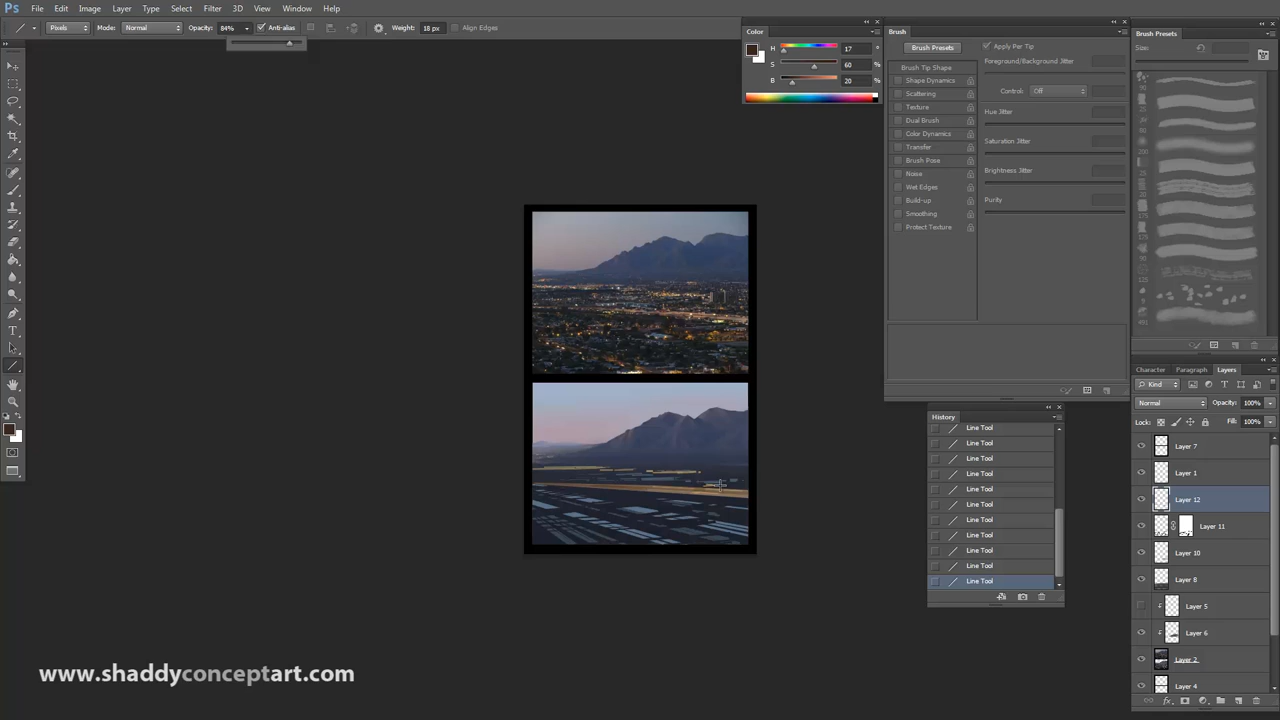 Ps File Edit Image Layer Type Select Filter 3D View Window Help
Pixels Mode: Normal Opacity: 84% Anti-alias Weight: 18 px Align Edges
Color
H 17 °
S 60 %
B 20 %
Brush
Brush Presets
Brush Tip Shape
Shape Dynamics
Scattering
Texture
Dual Brush
Color Dynamics
Transfer
Brush Pose
Noise
Wet Edges
Build-up
Smoothing
Protect Texture
Apply Per Tip
Foreground/Background Jitter
Control: Off
Hue Jitter
Saturation Jitter
Brightness Jitter
Purity
Brush Presets
Size:
History
Line Tool
Line Tool
Line Tool
Line Tool
Line Tool
Line Tool
Line Tool
Line Tool
Line Tool
Line Tool
Line Tool
Character Paragraph Layers
Kind
Normal Opacity: 100%
Lock: Fill: 100%
Layer 7
Layer 1
Layer 12
Layer 11
Layer 10
Layer 8
Layer 5
Layer 6
Layer 2
Layer 4
www.shaddyconceptart.com